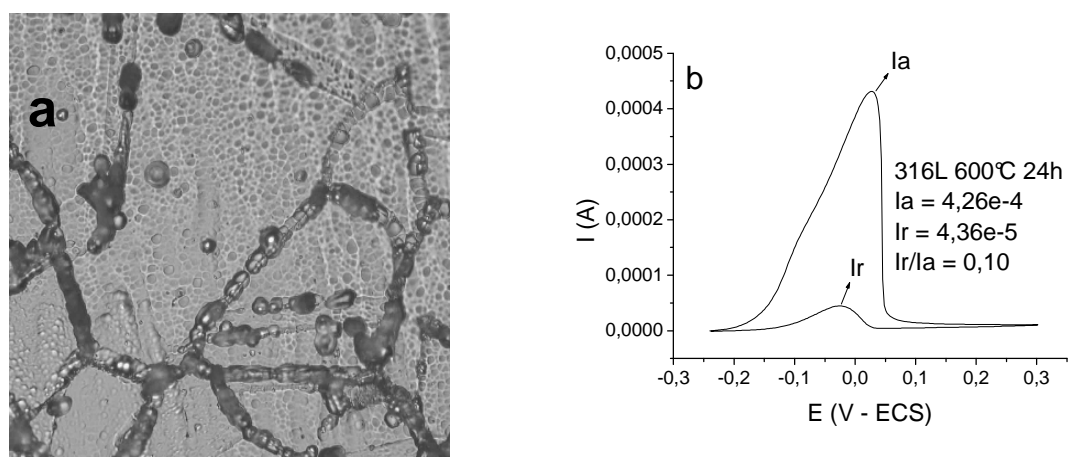 a
b
Ia
Ir
316L 600°C 24h
Ia = 4,26e-4
Ir = 4,36e-5
Ir/Ia = 0,10
I (A)
0,0005
0,0004
0,0003
0,0002
0,0001
0,0000
-0,3 -0,2 -0,1 0,0 0,1 0,2 0,3
E (V - ECS)